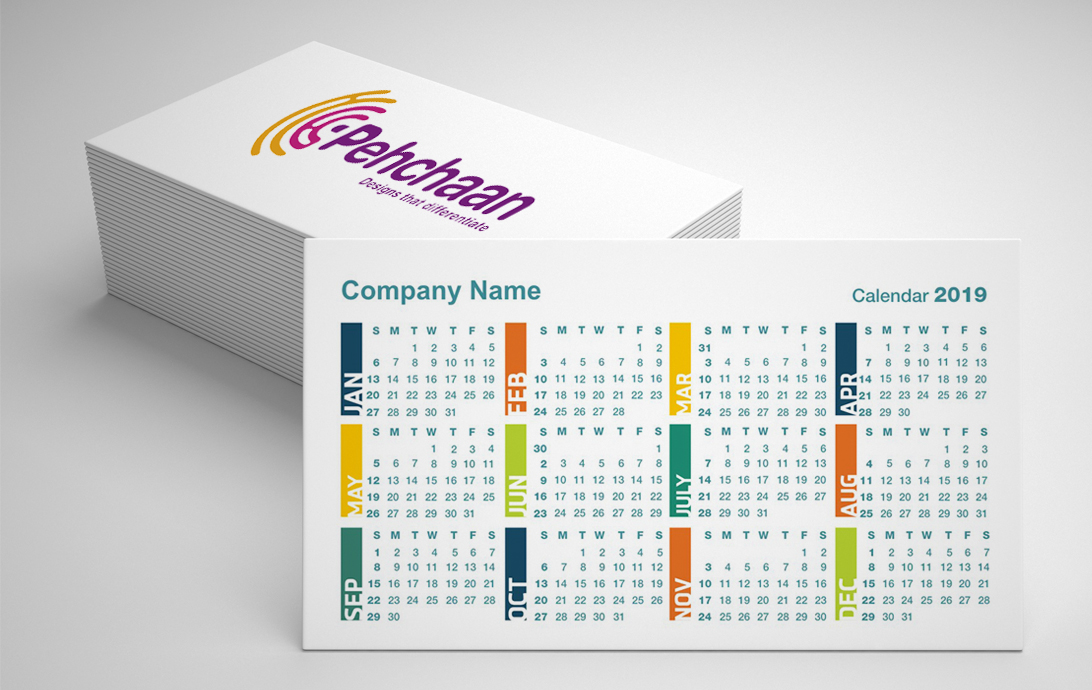 Pehchaan
Designs that differentiate
Company Name
Calendar 2019
JAN
S M T W T F S
1 2 3 4 5
6 7 8 9 10 11 12
13 14 15 16 17 18 19
20 21 22 23 24 25 26
27 28 29 30 31
FEB
S M T W T F S
1 2
3 4 5 6 7 8 9
10 11 12 13 14 15 16
17 18 19 20 21 22 23
24 25 26 27 28
MAR
S M T W T F S
31 1 2
3 4 5 6 7 8 9
10 11 12 13 14 15 16
17 18 19 20 21 22 23
24 25 26 27 28 29 30
APR
S M T W T F S
1 2 3 4 5 6
7 8 9 10 11 12 13
14 15 16 17 18 19 20
21 22 23 24 25 26 27
28 29 30
MAY
S M T W T F S
1 2 3 4
5 6 7 8 9 10 11
12 13 14 15 16 17 18
19 20 21 22 23 24 25
26 27 28 29 30 31
JUN
S M T W T F S
30 1
2 3 4 5 6 7 8
9 10 11 12 13 14 15
16 17 18 19 20 21 22
23 24 25 26 27 28 29
JULY
S M T W T F S
1 2 3 4 5 6
7 8 9 10 11 12 13
14 15 16 17 18 19 20
21 22 23 24 25 26 27
28 29 30 31
AUG
S M T W T F S
1 2 3
4 5 6 7 8 9 10
11 12 13 14 15 16 17
18 19 20 21 22 23 24
25 26 27 28 29 30 31
SEP
S M T W T F S
1 2 3 4 5 6 7
8 9 10 11 12 13 14
15 16 17 18 19 20 21
22 23 24 25 26 27 28
29 30
OCT
S M T W T F S
1 2 3 4 5
6 7 8 9 10 11 12
13 14 15 16 17 18 19
20 21 22 23 24 25 26
27 28 29 30 31
NOV
S M T W T F S
1 2
3 4 5 6 7 8 9
10 11 12 13 14 15 16
17 18 19 20 21 22 23
24 25 26 27 28 29 30
DEC
S M T W T F S
1 2 3 4 5 6 7
8 9 10 11 12 13 14
15 16 17 18 19 20 21
22 23 24 25 26 27 28
29 30 31